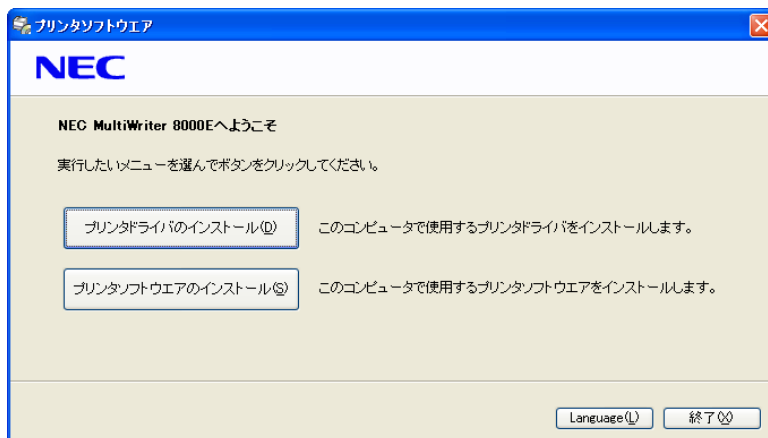 プリンタソフトウエア
NEC
NEC MultiWriter 8000Eへようこそ
実行したいメニューを選んでボタンをクリックしてください。
プリンタドライバのインストール(D) このコンピュータで使用するプリンタドライバをインストールします。
プリンタソフトウエアのインストール(S) このコンピュータで使用するプリンタソフトウエアをインストールします。
Language(L) 終了(X)